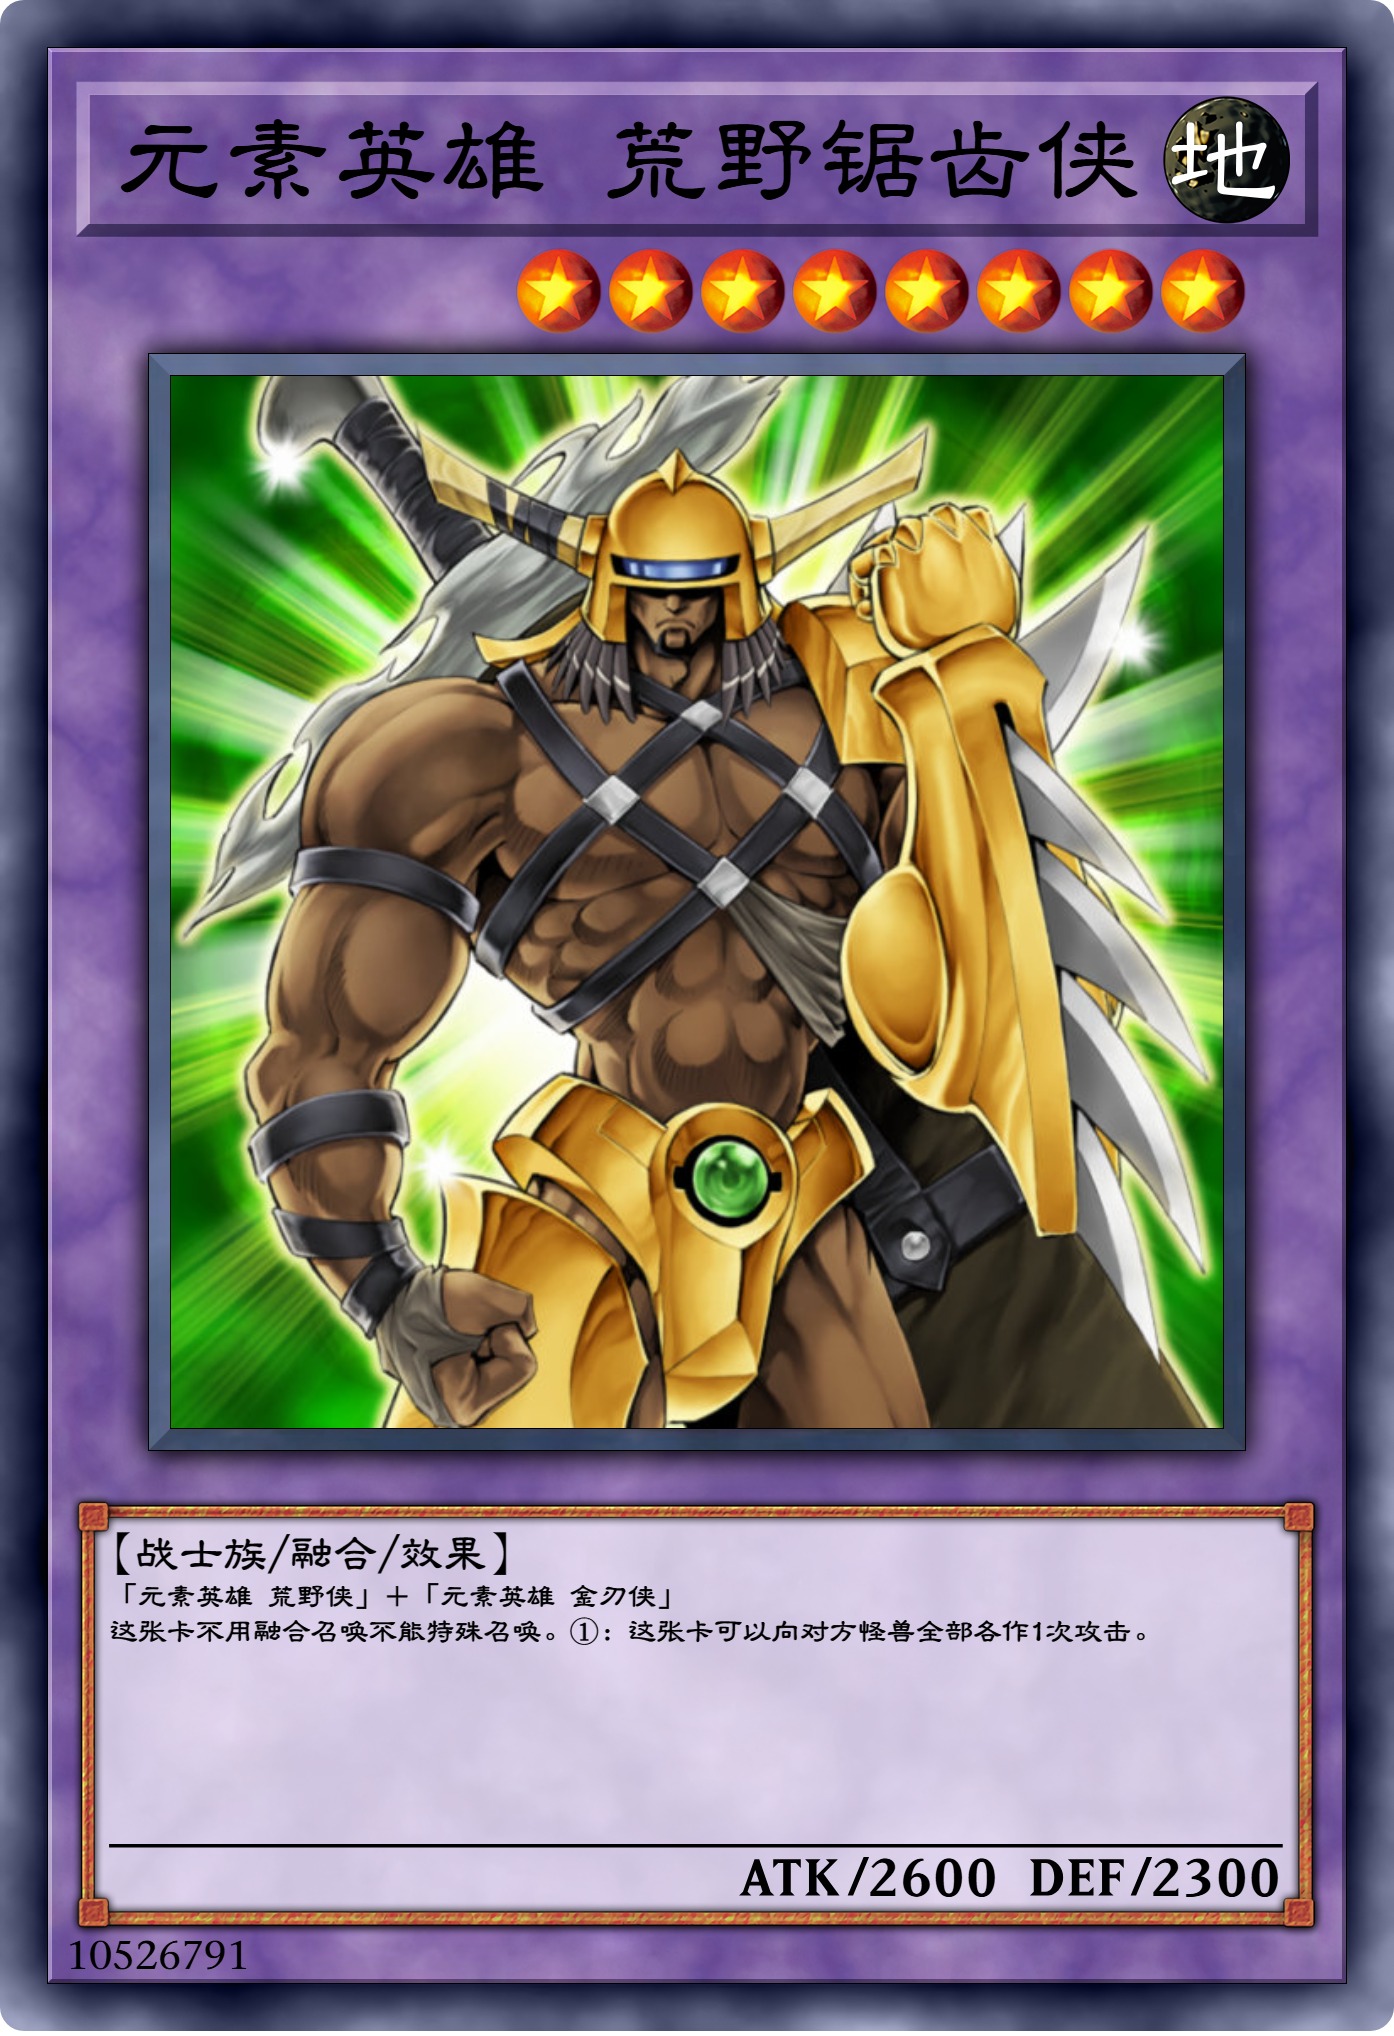 元素英雄 荒野锯齿侠 地
【战士族/融合/效果】
「元素英雄 荒野侠」＋「元素英雄 金刃侠」
这张卡不用融合召唤不能特殊召唤。①：这张卡可以向对方怪兽全部各作1次攻击。
ATK/2600 DEF/2300
10526791